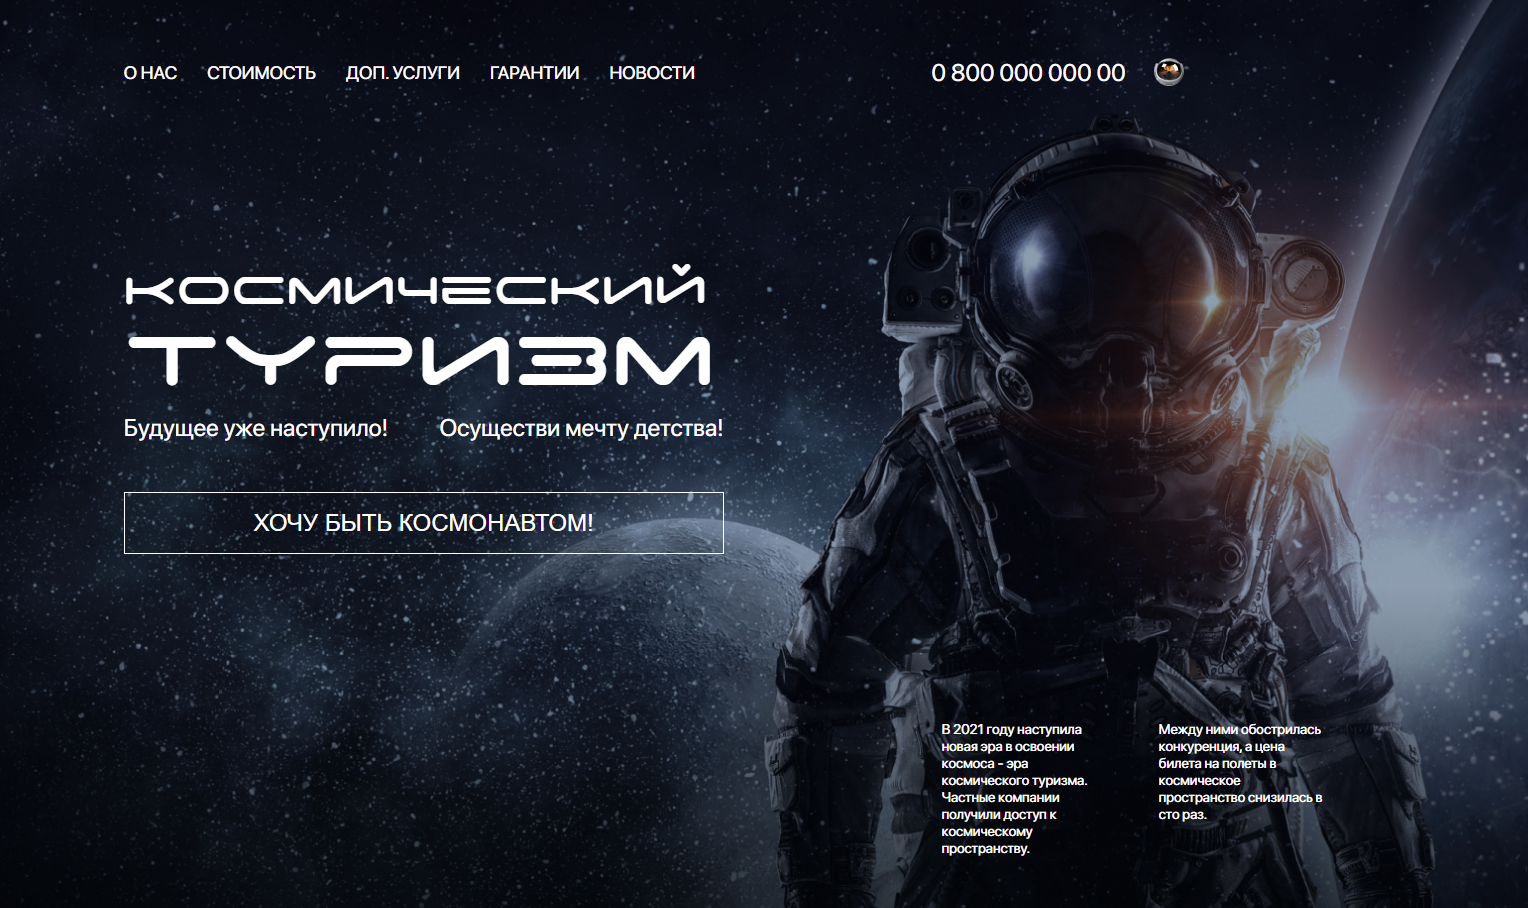 О НАС СТОИМОСТЬ ДОП. УСЛУГИ ГАРАНТИИ НОВОСТИ 0 800 000 000 00
КОСМИЧЕСКИЙ
ТУРИЗМ
Будущее уже наступило! Осуществи мечту детства!
ХОЧУ БЫТЬ КОСМОНАВТОМ!
В 2021 году наступила
новая эра в освоении
космоса - эра
космического туризма.
Частные компании
получили доступ к
космическому
пространству.
Между ними обострилась
конкуренция, а цена
билета на полеты в
космическое
пространство снизилась в
сто раз.